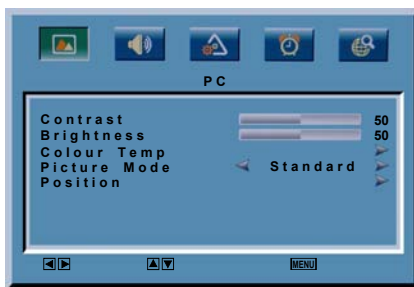 PC
Contrast 50
Brightness 50
Colour Temp
Picture Mode Standard
Position
MENU